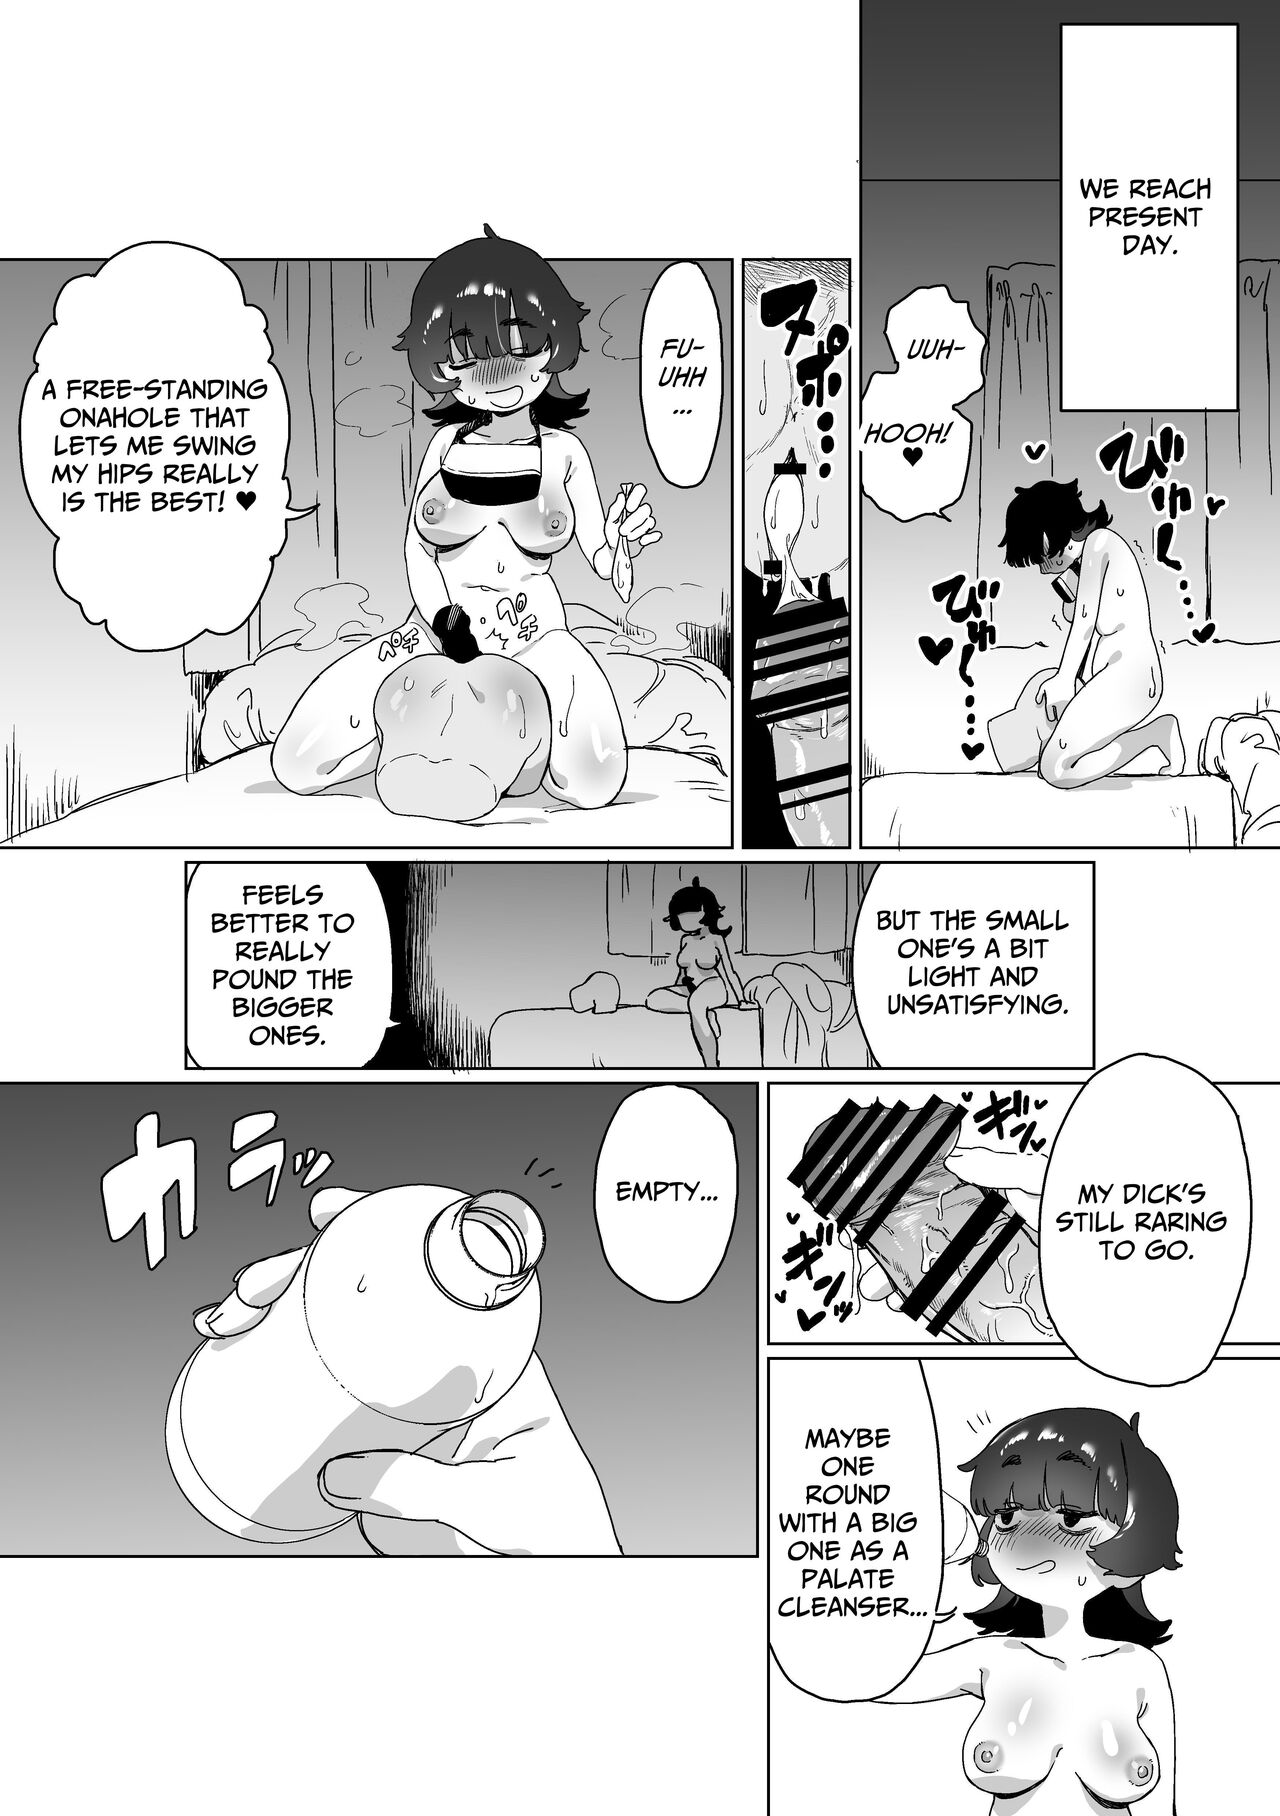 WE REACH
PRESENT
DAY.
UUH-
HOOH!
♥
びゅ〜く…
びゅ〜…
ヌポ…
FU-
UHH
...
A FREE-STANDING
ONAHOLE THAT
LETS ME SWING
MY HIPS REALLY
IS THE BEST! ♥
ペチ
ペチ
BUT THE SMALL
ONE'S A BIT
LIGHT AND
UNSATISFYING.
FEELS
BETTER TO
REALLY
POUND THE
BIGGER
ONES.
MY DICK'S
STILL RARING
TO GO.
ギンッ
ギンッ
MAYBE
ONE
ROUND
WITH A BIG
ONE AS A
PALATE
CLEANSER...
EMPTY...
カラッ